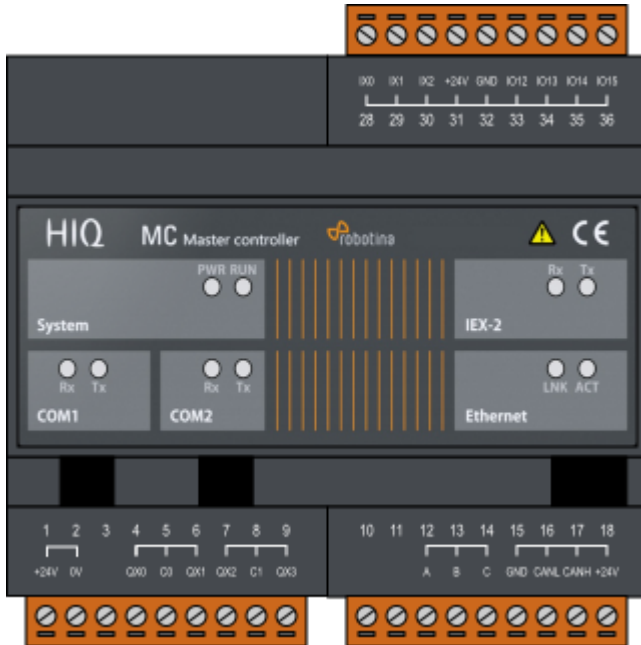 IX0 IX1 IX2 +24V GND IO12 IO13 IO14 IO15
28 29 30 31 32 33 34 35 36
HIQ MC Master controller robotina CE
PWR RUN
System
Rx Tx
IEX-2
Rx Tx
COM1
Rx Tx
COM2
LNK ACT
Ethernet
1 2 3 4 5 6 7 8 9
+24V 0V QX0 C0 QX1 QX2 C1 QX3
10 11 12 13 14 15 16 17 18
A B C GND CANL CANH +24V